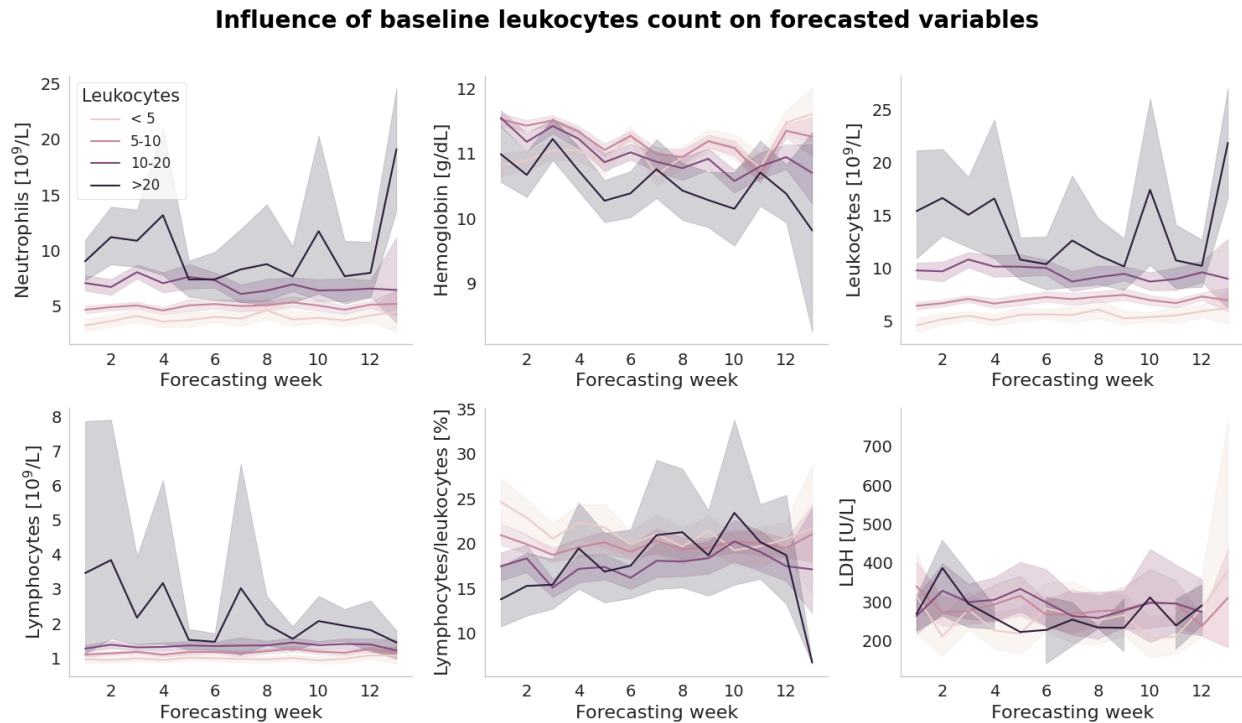 Influence of baseline leukocytes count on forecasted variables
Neutrophils [10⁹/L]
25
20
15
10
5
Leukocytes
< 5
5-10
10-20
>20
2 4 6 8 10 12
Forecasting week
Hemoglobin [g/dL]
12
11
10
9
2 4 6 8 10 12
Forecasting week
Leukocytes [10⁹/L]
25
20
15
10
5
2 4 6 8 10 12
Forecasting week
Lymphocytes [10⁹/L]
8
7
6
5
4
3
2
1
2 4 6 8 10 12
Forecasting week
Lymphocytes/leukocytes [%]
35
30
25
20
15
10
2 4 6 8 10 12
Forecasting week
LDH [U/L]
700
600
500
400
300
200
2 4 6 8 10 12
Forecasting week